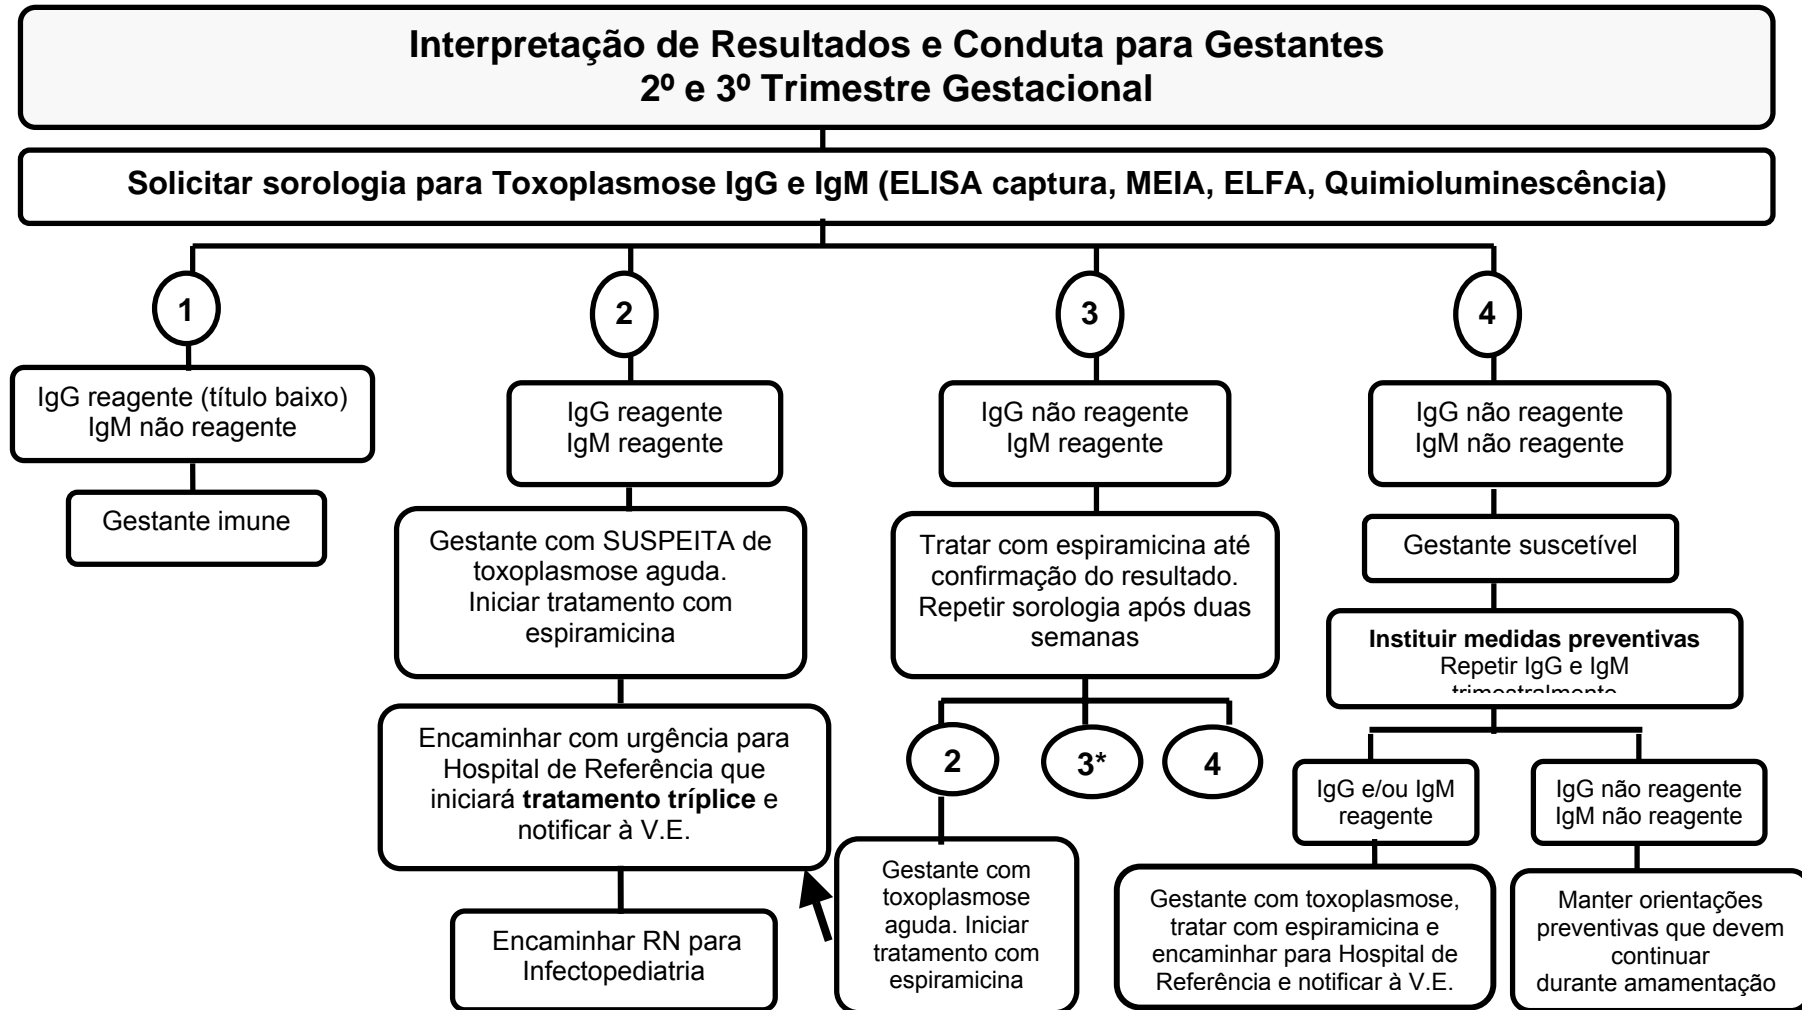 Interpretação de Resultados e Conduta para Gestantes
2º e 3º Trimestre Gestacional
Solicitar sorologia para Toxoplasmose IgG e IgM (ELISA captura, MEIA, ELFA, Quimioluminescência)
1
2
3
4
IgG reagente (título baixo)
IgM não reagente
IgG reagente
IgM reagente
IgG não reagente
IgM reagente
IgG não reagente
IgM não reagente
Gestante imune
Gestante com SUSPEITA de
toxoplasmose aguda.
Iniciar tratamento com
espiramicina
Tratar com espiramicina até
confirmação do resultado.
Repetir sorologia após duas
semanas
Gestante suscetível
Instituir medidas preventivas
Repetir IgG e IgM
trimestralmente
Encaminhar com urgência para
Hospital de Referência que
iniciará tratamento tríplice e
notificar à V.E.
2
3*
4
IgG e/ou IgM
reagente
IgG não reagente
IgM não reagente
Encaminhar RN para
Infectopediatria
Gestante com
toxoplasmose
aguda. Iniciar
tratamento com
espiramicina
Gestante com toxoplasmose,
tratar com espiramicina e
encaminhar para Hospital de
Referência e notificar à V.E.
Manter orientações
preventivas que devem
continuar
durante amamentação